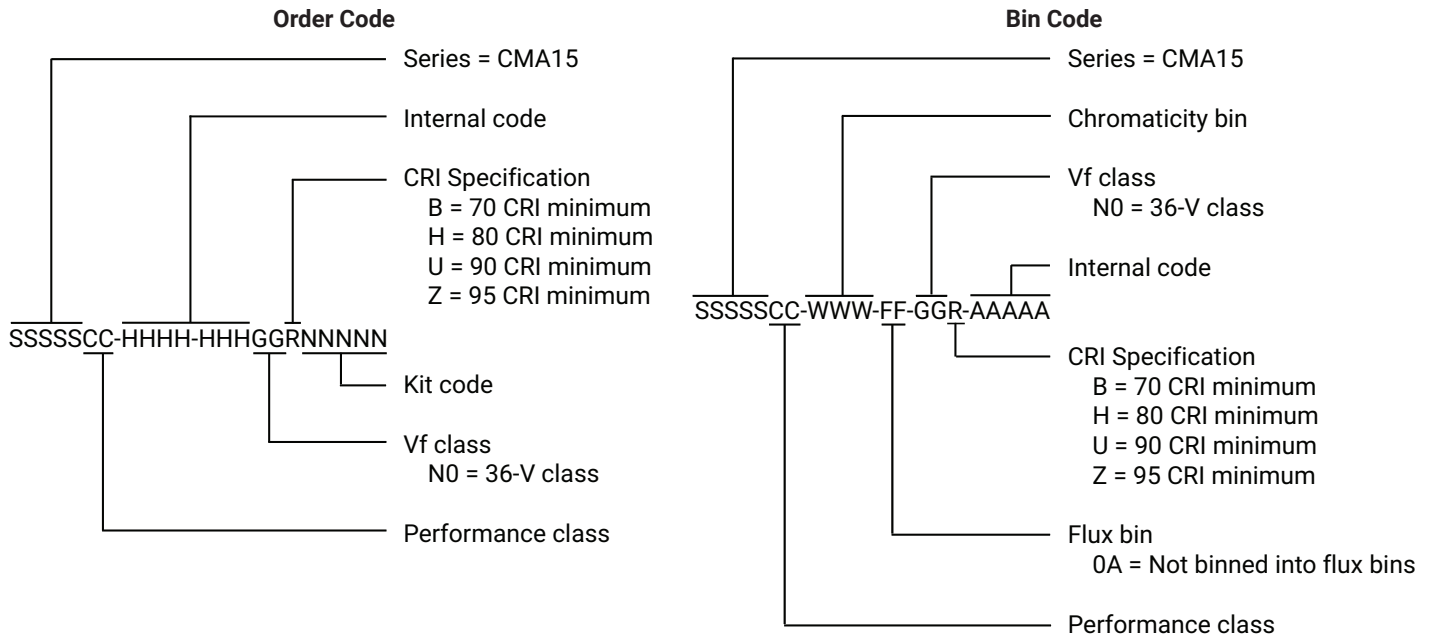 Order Code
Series = CMA15
Internal code
CRI Specification
B = 70 CRI minimum
H = 80 CRI minimum
U = 90 CRI minimum
Z = 95 CRI minimum
SSSSSCC-HHHH-HHHGGRNNNNN
Kit code
Vf class
N0 = 36-V class
Performance class
Bin Code
Series = CMA15
Chromaticity bin
Vf class
N0 = 36-V class
Internal code
SSSSSCC-WWW-FF-GGR-AAAAA
CRI Specification
B = 70 CRI minimum
H = 80 CRI minimum
U = 90 CRI minimum
Z = 95 CRI minimum
Flux bin
0A = Not binned into flux bins
Performance class